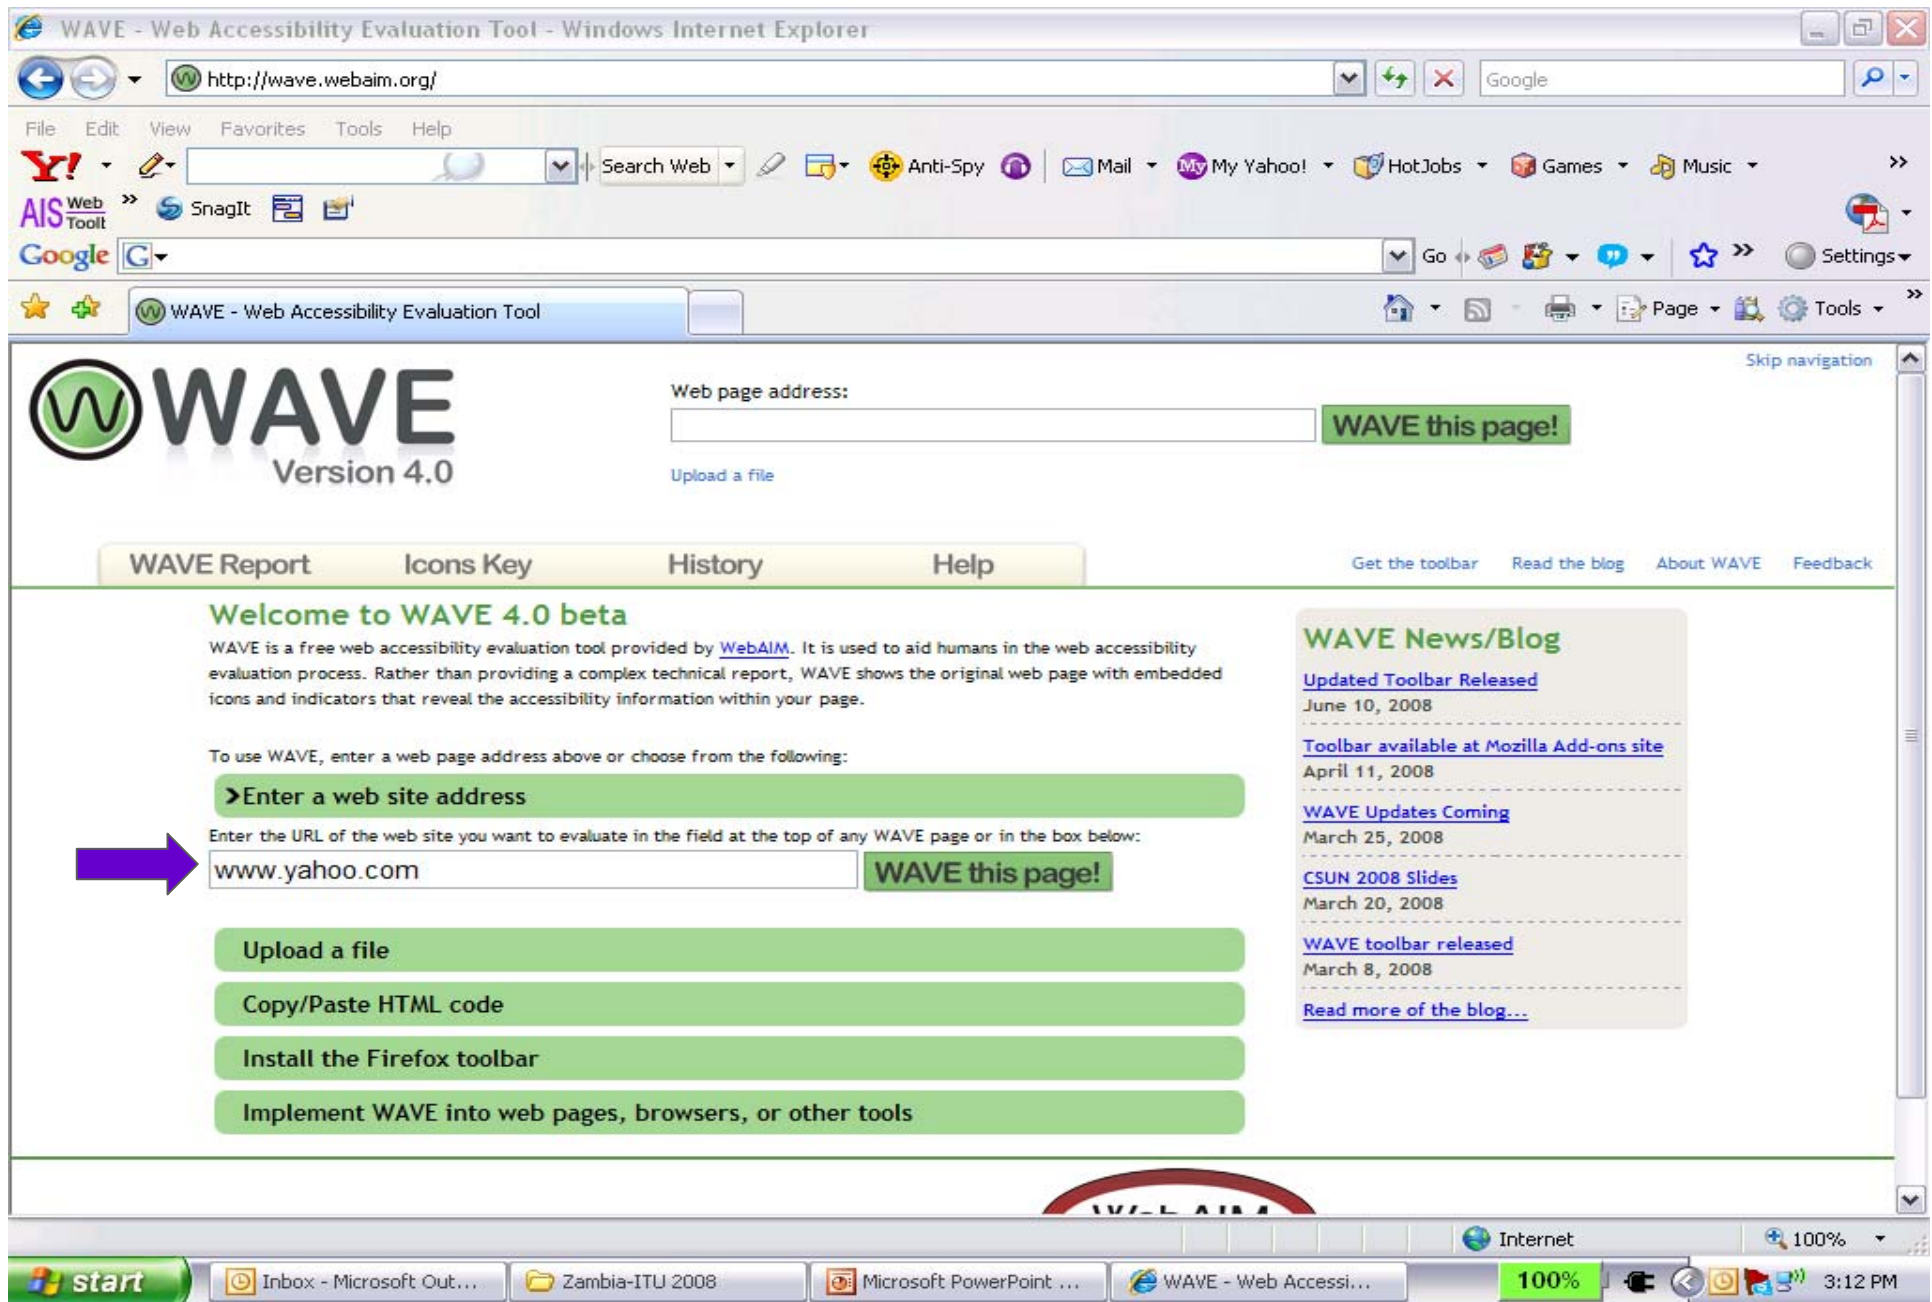 WAVE - Web Accessibility Evaluation Tool - Windows Internet Explorer
http://wave.webaim.org/
Google
File Edit View Favorites Tools Help
Y! Search Web Anti-Spy Mail My My Yahoo! HotJobs Games Music »
AIS Web Toolt » SnagIt
Google G Go » Settings
WAVE - Web Accessibility Evaluation Tool
Page Tools »
Skip navigation
WAVE
Version 4.0
Web page address:
WAVE this page!
Upload a file
WAVE Report Icons Key History Help
Get the toolbar Read the blog About WAVE Feedback
Welcome to WAVE 4.0 beta
WAVE is a free web accessibility evaluation tool provided by WebAIM. It is used to aid humans in the web accessibility
evaluation process. Rather than providing a complex technical report, WAVE shows the original web page with embedded
icons and indicators that reveal the accessibility information within your page.
To use WAVE, enter a web page address above or choose from the following:
>Enter a web site address
Enter the URL of the web site you want to evaluate in the field at the top of any WAVE page or in the box below:
www.yahoo.com WAVE this page!
Upload a file
Copy/Paste HTML code
Install the Firefox toolbar
Implement WAVE into web pages, browsers, or other tools
WAVE News/Blog
Updated Toolbar Released
June 10, 2008
Toolbar available at Mozilla Add-ons site
April 11, 2008
WAVE Updates Coming
March 25, 2008
CSUN 2008 Slides
March 20, 2008
WAVE toolbar released
March 8, 2008
Read more of the blog...
WebAIM
Internet 100%
start Inbox - Microsoft Out... Zambia-ITU 2008 Microsoft PowerPoint ... WAVE - Web Accessi... 100% 3:12 PM